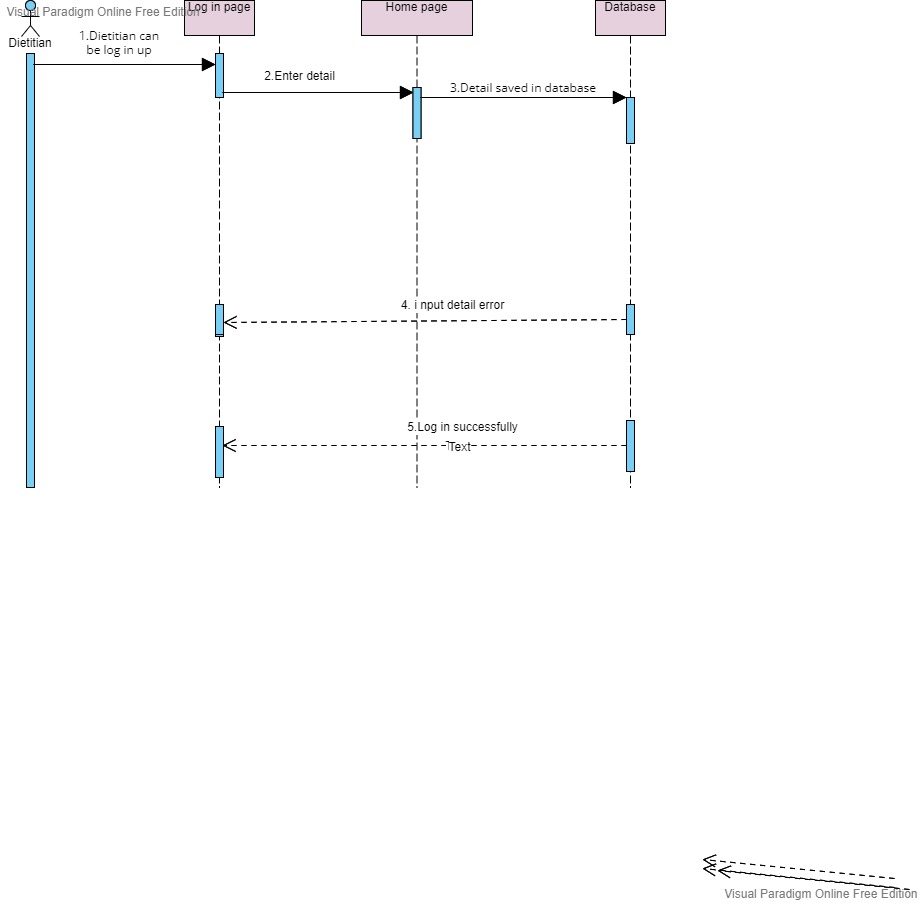 Visual Paradigm Online Free Edition
Log in page
Home page
Database
Dietitian
1.Dietitian can
be log in up
2.Enter detail
3.Detail saved in database
4. i nput detail error
5.Log in successfully
Text
Visual Paradigm Online Free Edition